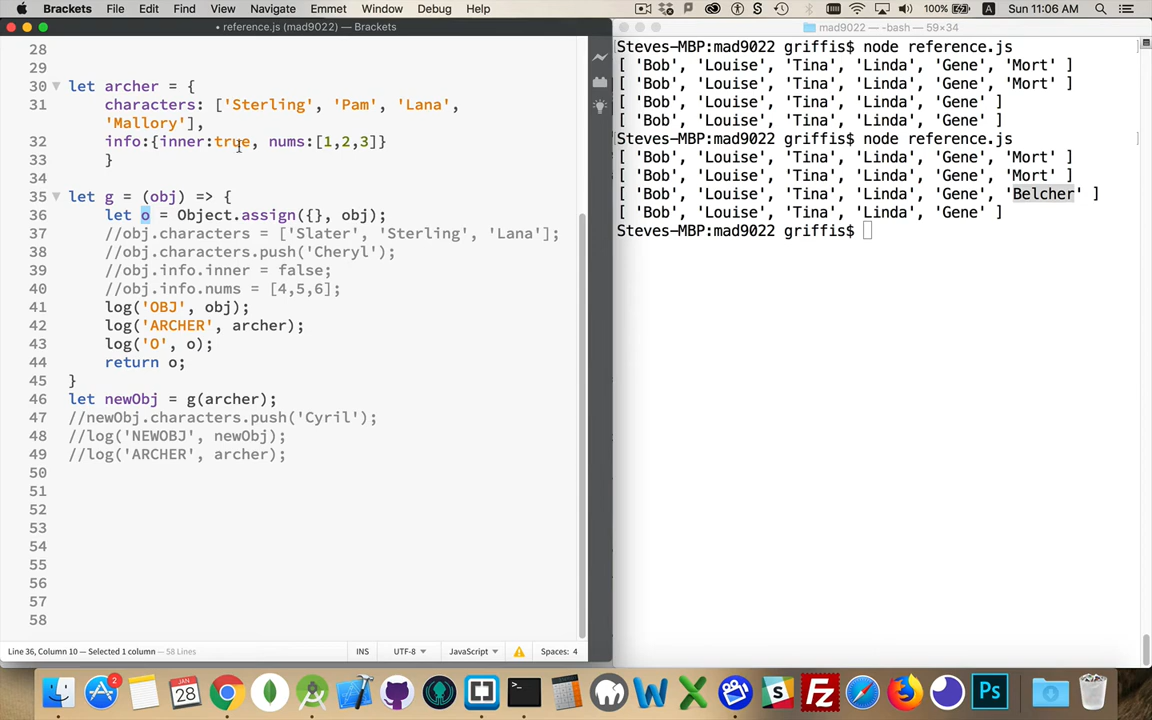 Brackets File Edit Find View Navigate Emmet Window Debug Help 100% Sun 11:06 AM
• reference.js (mad9022) — Brackets
mad9022 — -bash — 59×34
28
29
30 let archer = {
31 characters: ['Sterling', 'Pam', 'Lana',
'Mallory'],
32 info:{inner:true, nums:[1,2,3]}
33 }
34
35 let g = (obj) => {
36 let o = Object.assign({}, obj);
37 //obj.characters = ['Slater', 'Sterling', 'Lana'];
38 //obj.characters.push('Cheryl');
39 //obj.info.inner = false;
40 //obj.info.nums = [4,5,6];
41 log('OBJ', obj);
42 log('ARCHER', archer);
43 log('O', o);
44 return o;
45 }
46 let newObj = g(archer);
47 //newObj.characters.push('Cyril');
48 //log('NEWOBJ', newObj);
49 //log('ARCHER', archer);
50
51
52
53
54
55
56
57
58
Line 36, Column 10 — Selected 1 column — 58 Lines INS UTF-8 JavaScript Spaces: 4
Steves-MBP:mad9022 griffis$ node reference.js
[ 'Bob', 'Louise', 'Tina', 'Linda', 'Gene', 'Mort' ]
[ 'Bob', 'Louise', 'Tina', 'Linda', 'Gene', 'Mort' ]
[ 'Bob', 'Louise', 'Tina', 'Linda', 'Gene' ]
[ 'Bob', 'Louise', 'Tina', 'Linda', 'Gene' ]
Steves-MBP:mad9022 griffis$ node reference.js
[ 'Bob', 'Louise', 'Tina', 'Linda', 'Gene', 'Mort' ]
[ 'Bob', 'Louise', 'Tina', 'Linda', 'Gene', 'Mort' ]
[ 'Bob', 'Louise', 'Tina', 'Linda', 'Gene', 'Belcher' ]
[ 'Bob', 'Louise', 'Tina', 'Linda', 'Gene' ]
Steves-MBP:mad9022 griffis$
2
JAN
28
W
X
S
Fz
Ps